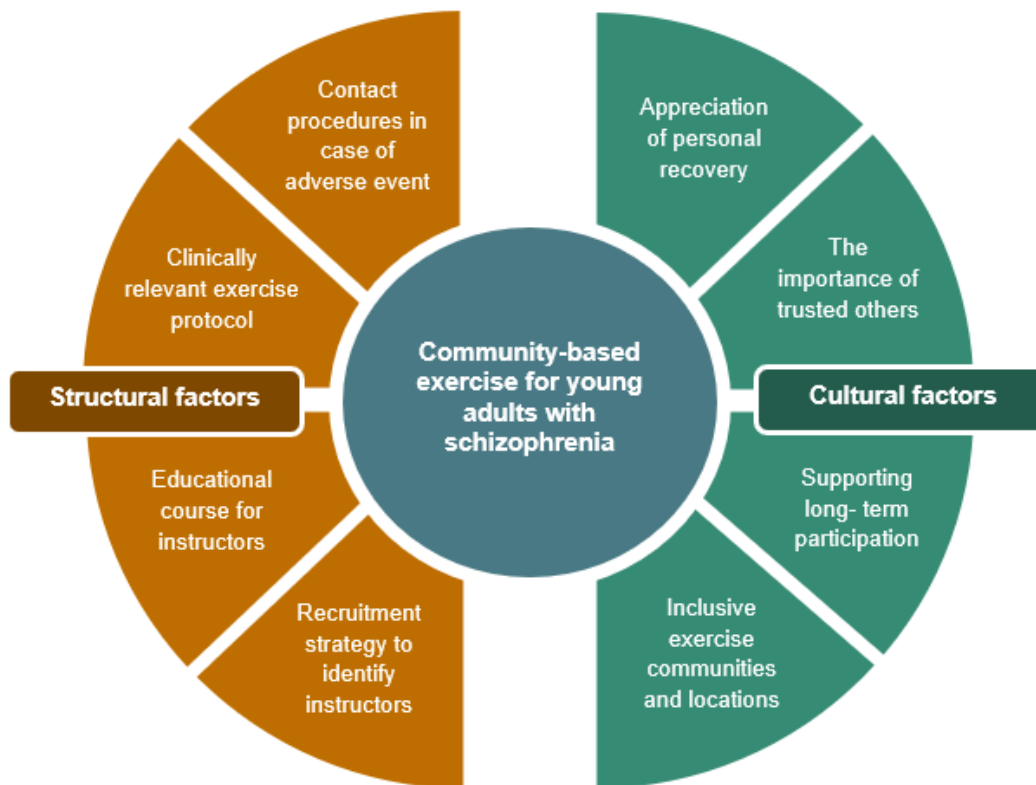 Contact
procedures in
case of
adverse event
Clinically
relevant exercise
protocol
Structural factors
Educational
course for
instructors
Recruitment
strategy to
identify
instructors
Community-based
exercise for young
adults with
schizophrenia
Appreciation
of personal
recovery
The
importance of
trusted others
Cultural factors
Supporting
long- term
participation
Inclusive
exercise
communities
and locations